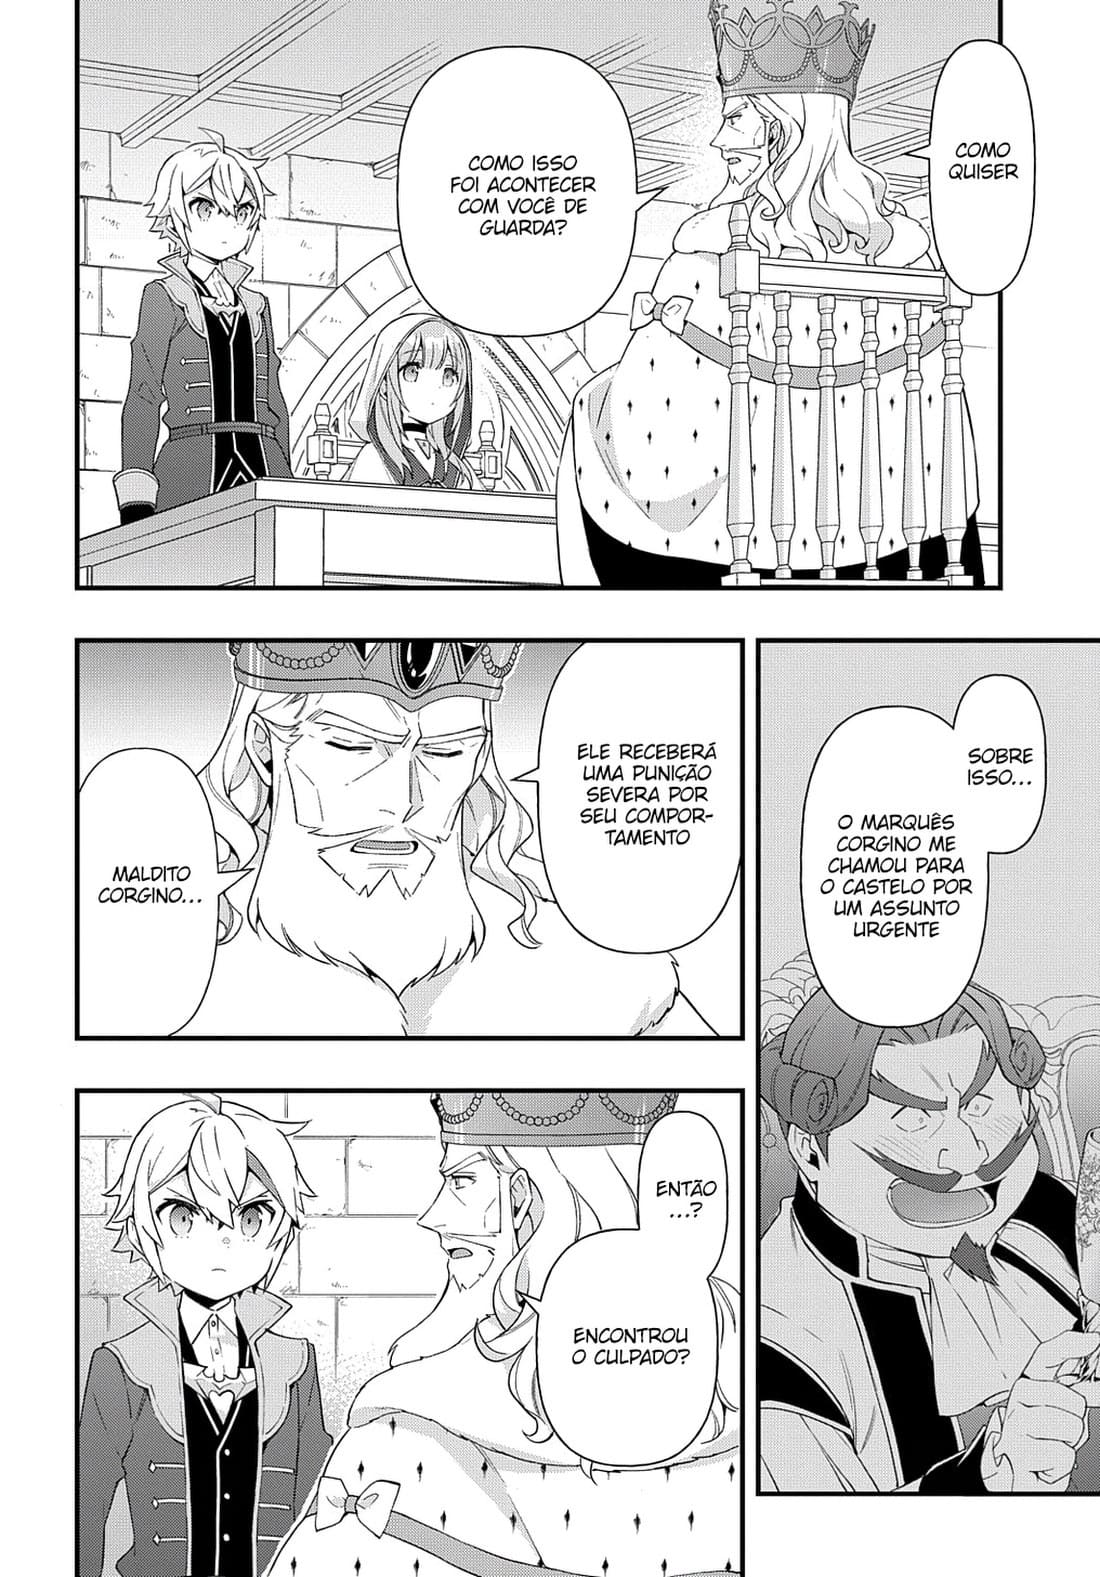 COMO
QUISER
COMO ISSO
FOI ACONTECER
COM VOCÊ DE
GUARDA?
SOBRE
ISSO...
O MARQUÊS
CORGINO ME
CHAMOU PARA
O CASTELO POR
UM ASSUNTO
URGENTE
ELE RECEBERÁ
UMA PUNIÇÃO
SEVERA POR
SEU COMPOR-
TAMENTO
MALDITO
CORGINO...
ENTÃO
...?
ENCONTROU
O CULPADO?